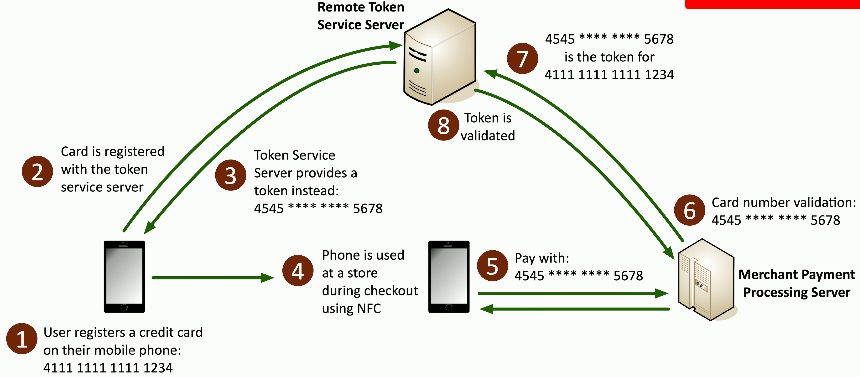 Remote Token
Service Server
7
4545 **** **** 5678
is the token for
4111 1111 1111 1234
8
Token is
validated
2
Card is registered
with the token
service server
3
Token Service
Server provides a
token instead:
4545 **** **** 5678
6
Card number validation:
4545 **** **** 5678
4
Phone is used
at a store
during checkout
using NFC
5
Pay with:
4545 **** **** 5678
Merchant Payment
Processing Server
1
User registers a credit card
on their mobile phone:
4111 1111 1111 1234